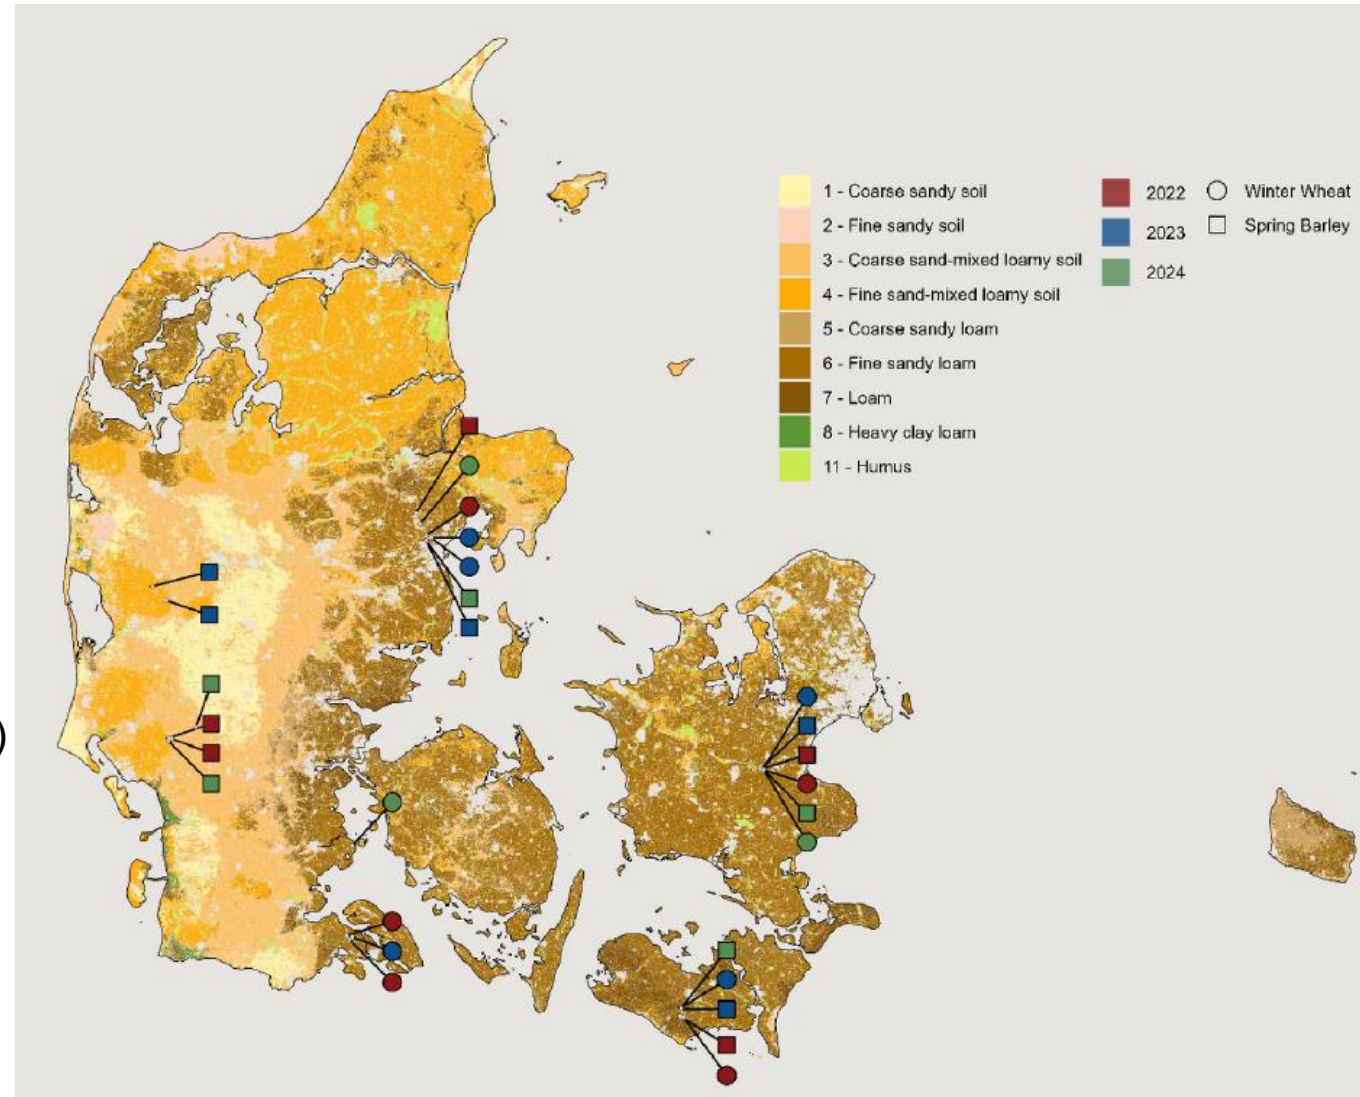 1 - Coarse sandy soil
2 - Fine sandy soil
3 - Coarse sand-mixed loamy soil
4 - Fine sand-mixed loamy soil
5 - Coarse sandy loam
6 - Fine sandy loam
7 - Loam
8 - Heavy clay loam
11 - Humus
2022
2023
2024
Winter Wheat
Spring Barley
)